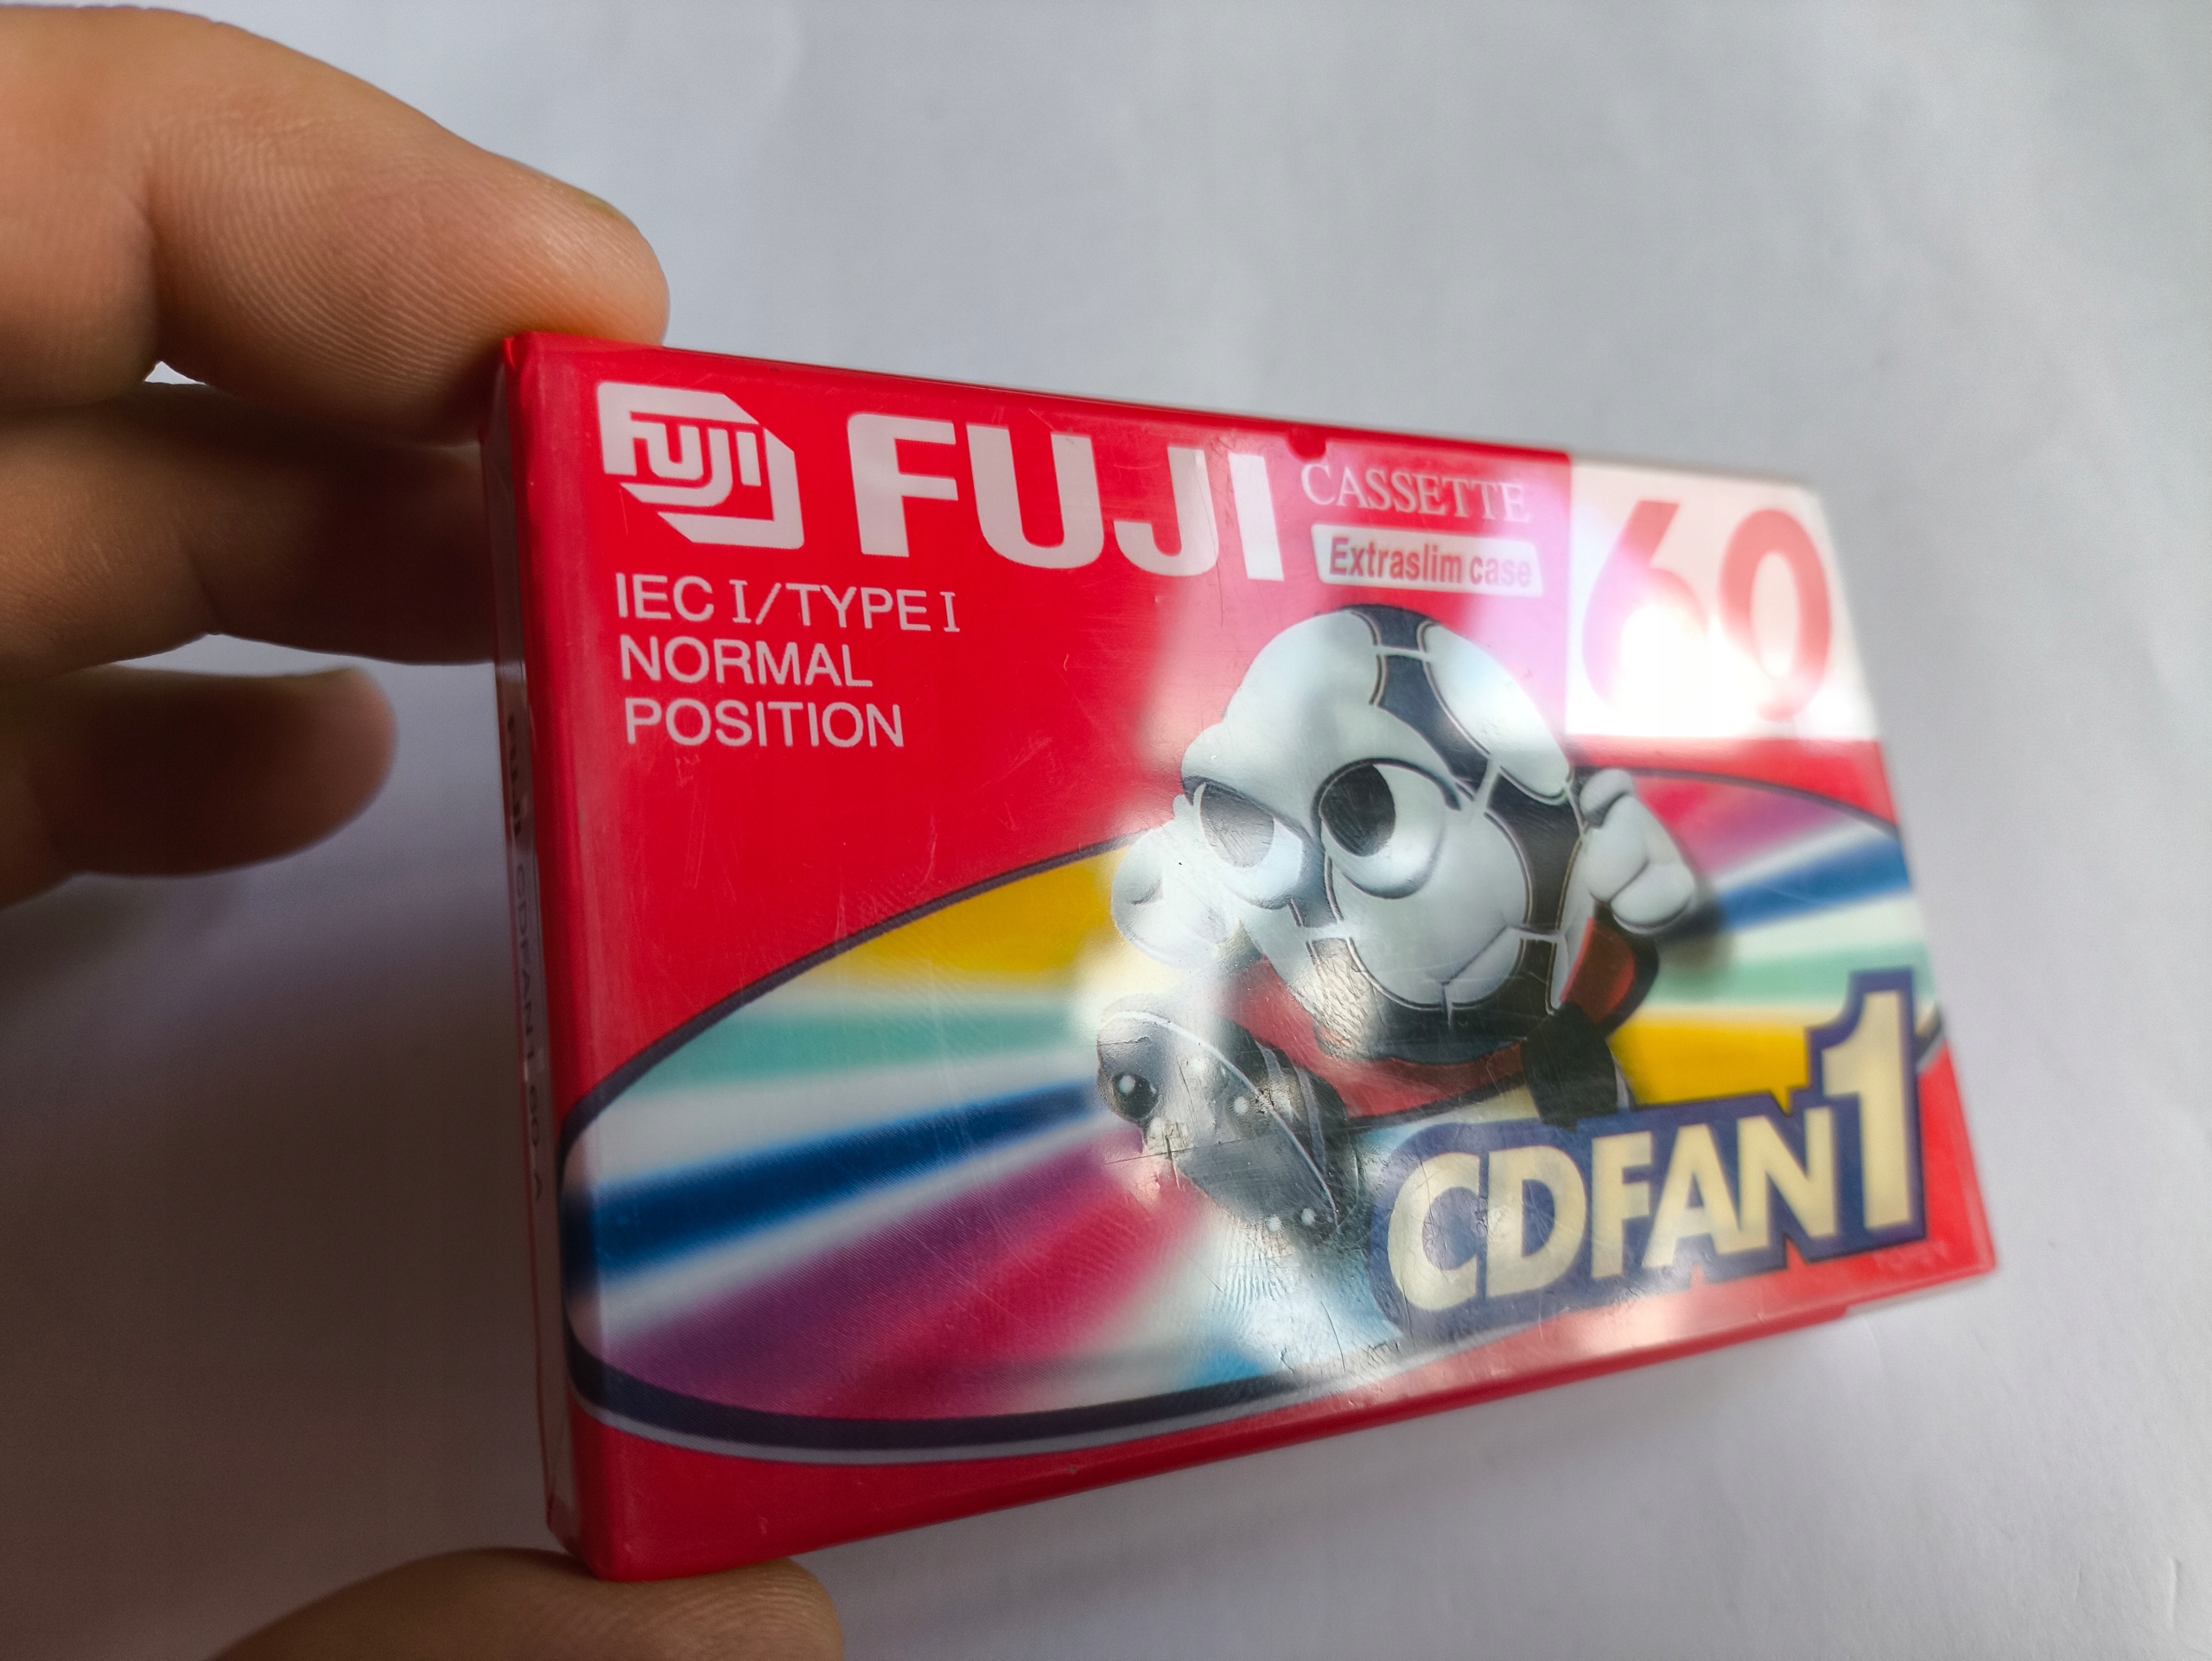 FUJI
FUJI
CASSETTE
Extraslim case
60
IEC I/TYPE I
NORMAL
POSITION
CDFAN1